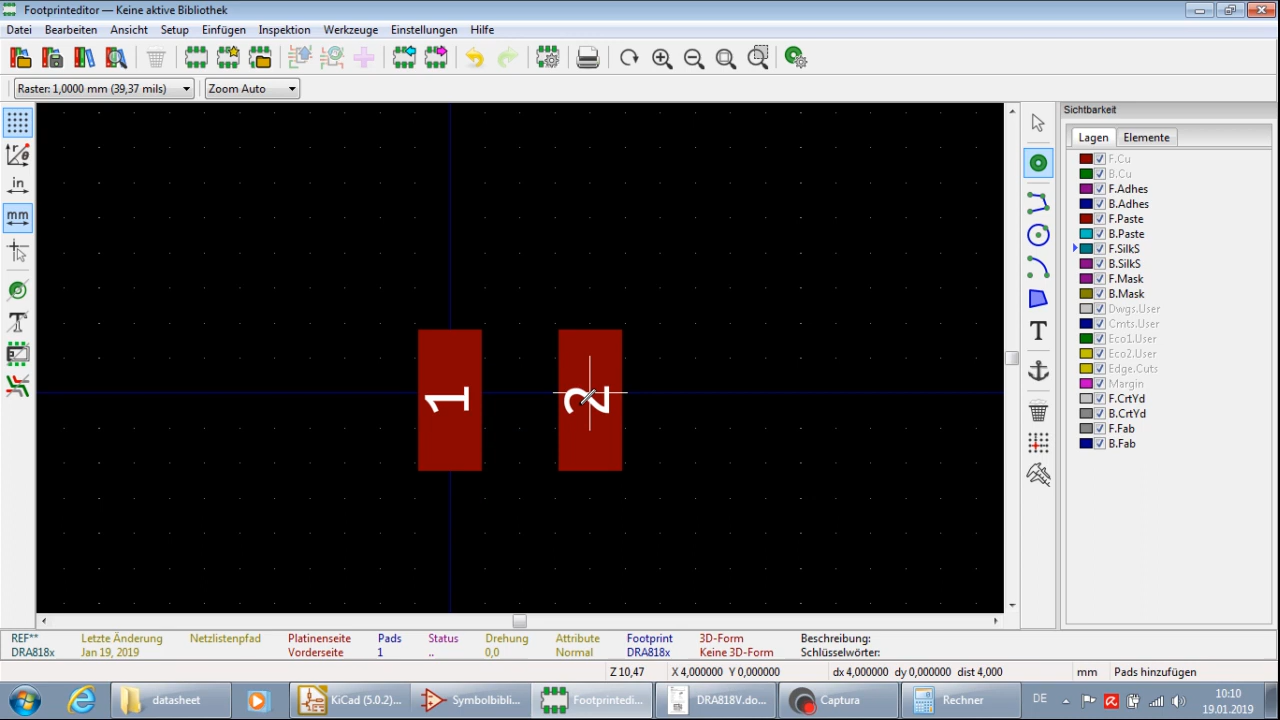 Footprinteditor — Keine aktive Bibliothek
Datei Bearbeiten Ansicht Setup Einfügen Inspektion Werkzeuge Einstellungen Hilfe
Raster: 1,0000 mm (39,37 mils) Zoom Auto
in
mm
1
2
T
Sichtbarkeit
Lagen Elemente
F.Cu
B.Cu
F.Adhes
B.Adhes
F.Paste
B.Paste
F.SilkS
B.SilkS
F.Mask
B.Mask
Dwgs.User
Cmts.User
Eco1.User
Eco2.User
Edge.Cuts
Margin
F.CrtYd
B.CrtYd
F.Fab
B.Fab
REF** Letzte Änderung Netzlistenpfad Platinenseite Pads Status Drehung Attribute Footprint 3D-Form Beschreibung:
DRA818x Jan 19, 2019 Vorderseite 1 .. 0,0 Normal DRA818x Keine 3D-Form Schlüsselwörter:
Z 10,47 X 4,000000 Y 0,000000 dx 4,000000 dy 0,000000 dist 4,000 mm Pads hinzufügen
datasheet KiCad (5.0.2)... Symbolbibli... Footprintedi... DRA818V.do... Captura Rechner DE 10:10
19.01.2019